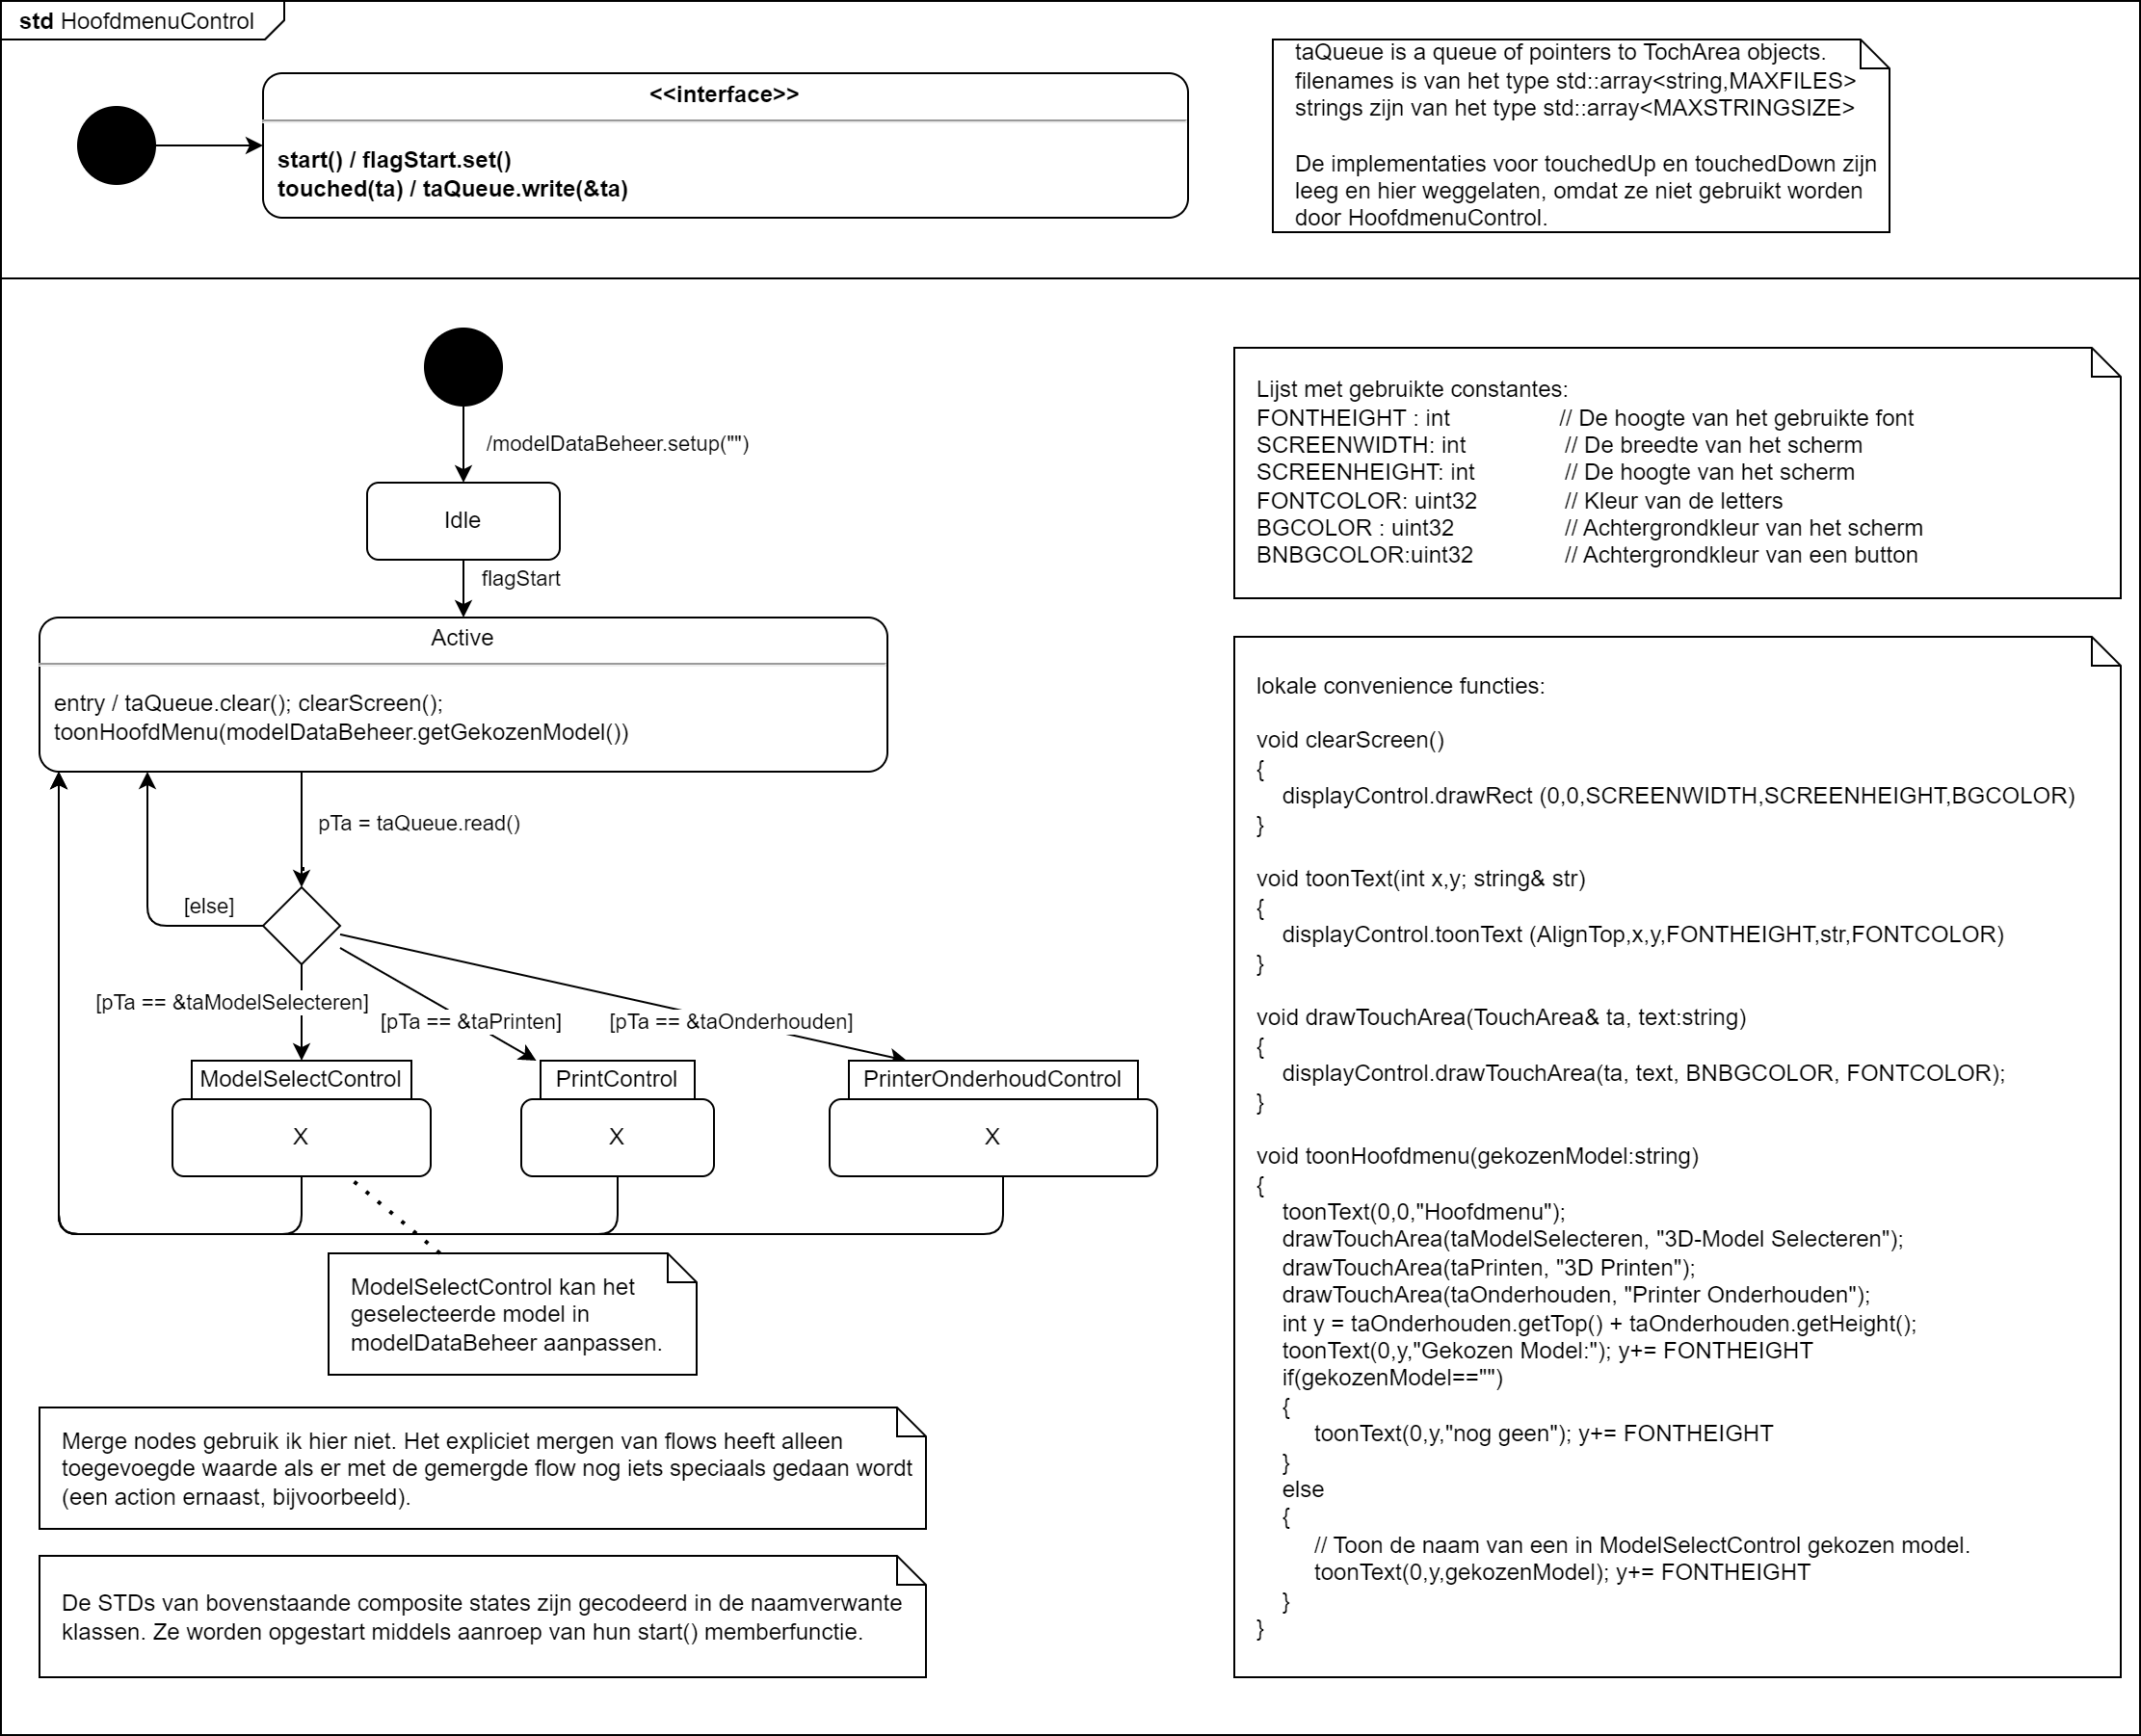 std HoofdmenuControl
<<interface>>
start() / flagStart.set()
touched(ta) / taQueue.write(&ta)
taQueue is a queue of pointers to TochArea objects.
filenames is van het type std::array<string,MAXFILES>
strings zijn van het type std::array<MAXSTRINGSIZE>
De implementaties voor touchedUp en touchedDown zijn
leeg en hier weggelaten, omdat ze niet gebruikt worden
door HoofdmenuControl.
/modelDataBeheer.setup("")
Idle
flagStart
Active
entry / taQueue.clear(); clearScreen();
toonHoofdMenu(modelDataBeheer.getGekozenModel())
pTa = taQueue.read()
[else]
[pTa == &taModelSelecteren]
[pTa == &taPrinten]
[pTa == &taOnderhouden]
ModelSelectControl
X
PrintControl
X
PrinterOnderhoudControl
X
ModelSelectControl kan het
geselecteerde model in
modelDataBeheer aanpassen.
Merge nodes gebruik ik hier niet. Het expliciet mergen van flows heeft alleen
toegevoegde waarde als er met de gemergde flow nog iets speciaals gedaan wordt
(een action ernaast, bijvoorbeeld).
De STDs van bovenstaande composite states zijn gecodeerd in de naamverwante
klassen. Ze worden opgestart middels aanroep van hun start() memberfunctie.
Lijst met gebruikte constantes:
FONTHEIGHT : int // De hoogte van het gebruikte font
SCREENWIDTH: int // De breedte van het scherm
SCREENHEIGHT: int // De hoogte van het scherm
FONTCOLOR: uint32 // Kleur van de letters
BGCOLOR : uint32 // Achtergrondkleur van het scherm
BNBGCOLOR:uint32 // Achtergrondkleur van een button
lokale convenience functies:
void clearScreen()
{
displayControl.drawRect (0,0,SCREENWIDTH,SCREENHEIGHT,BGCOLOR)
}
void toonText(int x,y; string& str)
{
displayControl.toonText (AlignTop,x,y,FONTHEIGHT,str,FONTCOLOR)
}
void drawTouchArea(TouchArea& ta, text:string)
{
displayControl.drawTouchArea(ta, text, BNBGCOLOR, FONTCOLOR);
}
void toonHoofdmenu(gekozenModel:string)
{
toonText(0,0,"Hoofdmenu");
drawTouchArea(taModelSelecteren, "3D-Model Selecteren");
drawTouchArea(taPrinten, "3D Printen");
drawTouchArea(taOnderhouden, "Printer Onderhouden");
int y = taOnderhouden.getTop() + taOnderhouden.getHeight();
toonText(0,y,"Gekozen Model:"); y+= FONTHEIGHT
if(gekozenModel=="")
{
toonText(0,y,"nog geen"); y+= FONTHEIGHT
}
else
{
// Toon de naam van een in ModelSelectControl gekozen model.
toonText(0,y,gekozenModel); y+= FONTHEIGHT
}
}